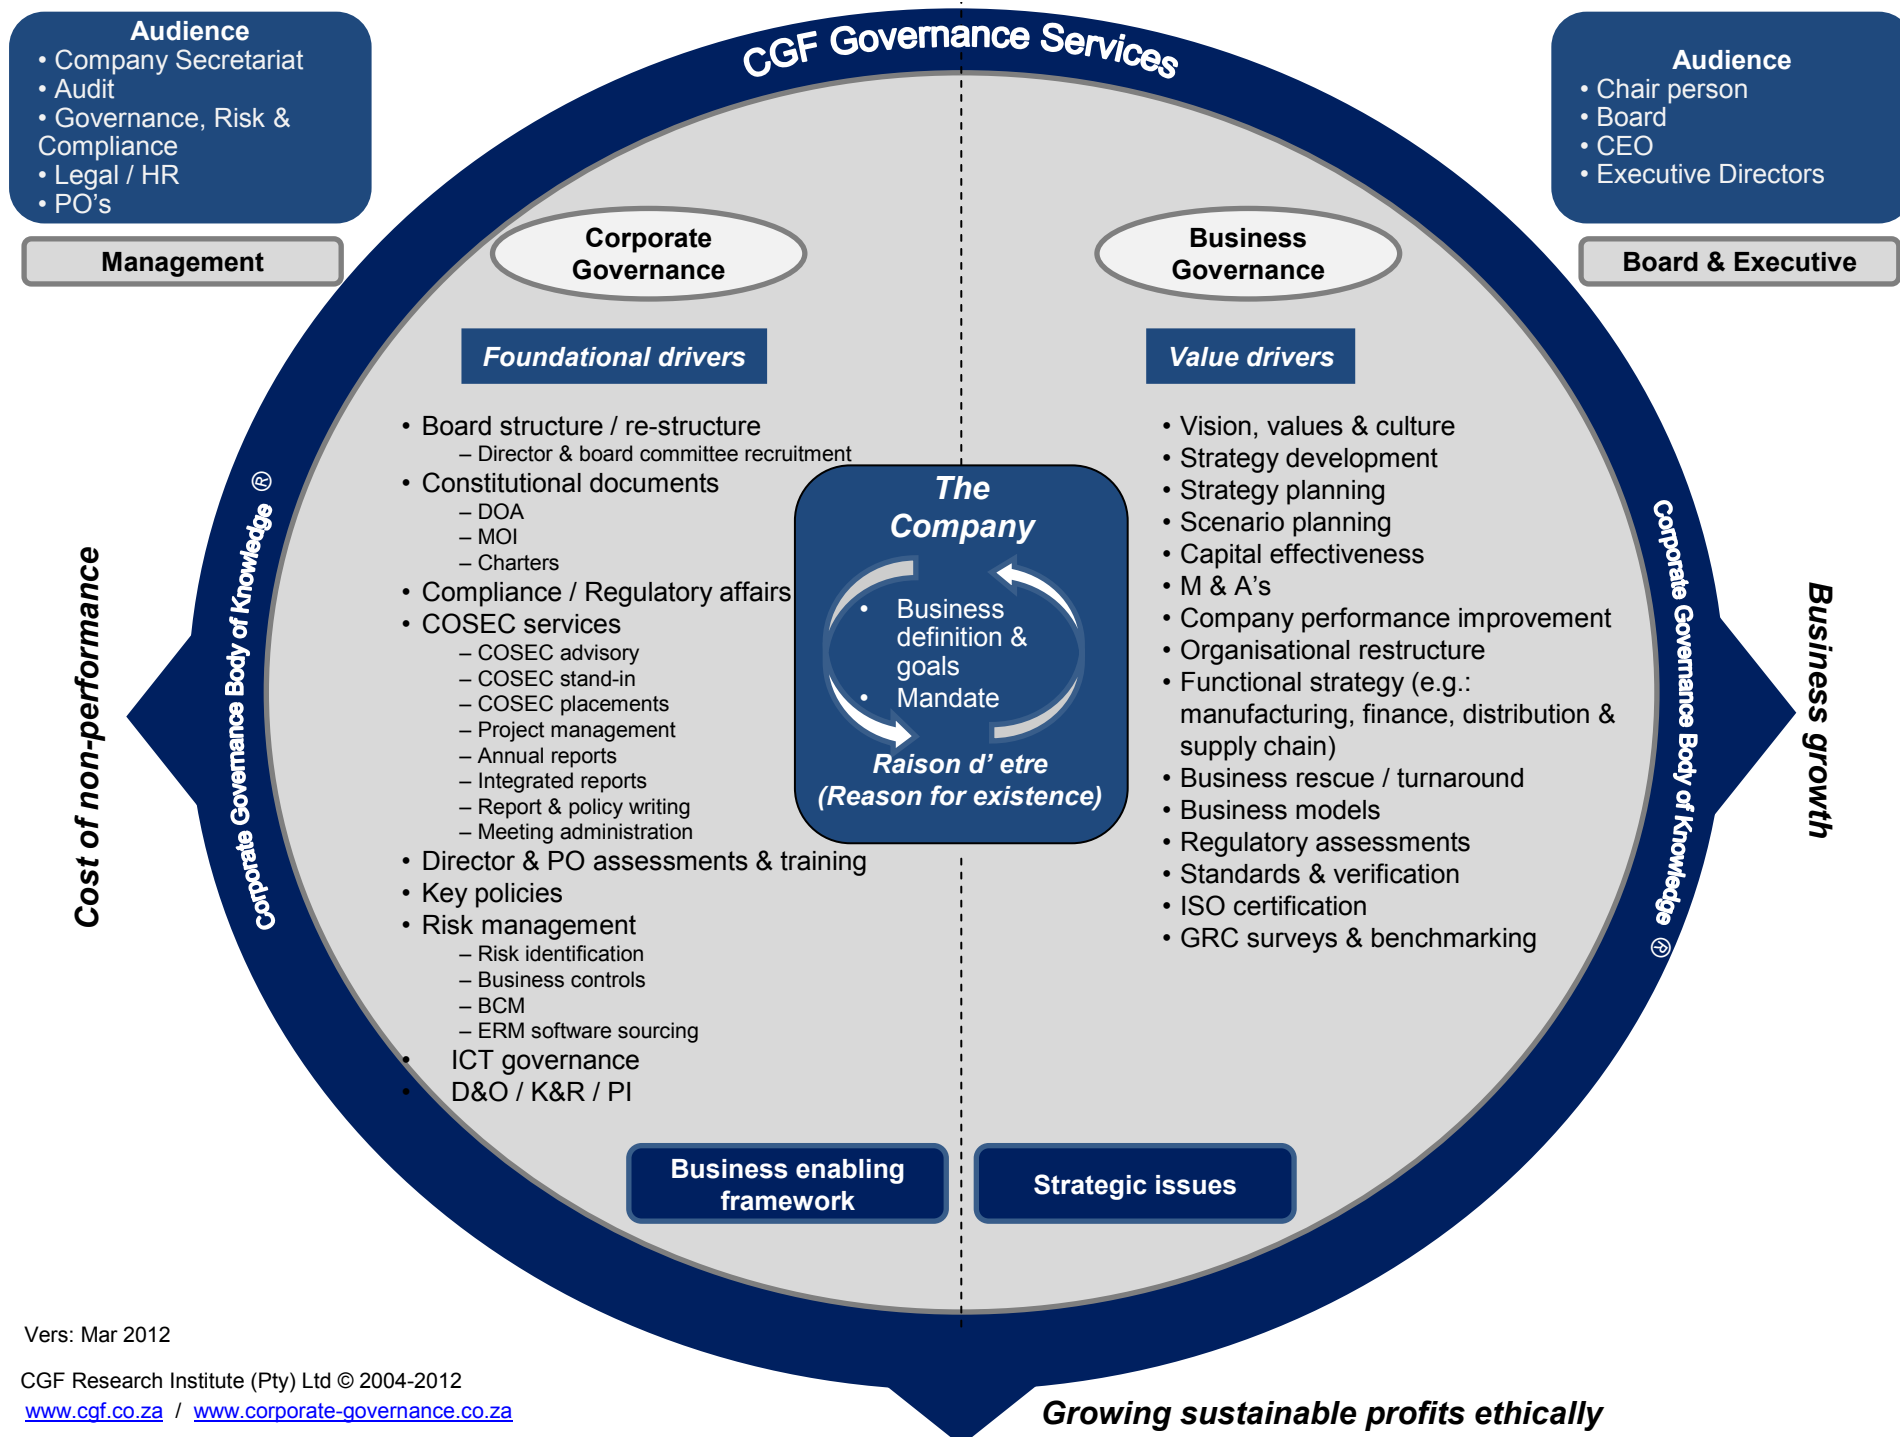 CGF Governance Services
Audience
• Company Secretariat
• Audit
• Governance, Risk &
Compliance
• Legal / HR
• PO's
Management
Audience
• Chair person
• Board
• CEO
• Executive Directors
Board & Executive
Corporate
Governance
Business
Governance
Foundational drivers
Value drivers
• Board structure / re-structure
– Director & board committee recruitment
• Constitutional documents
– DOA
– MOI
– Charters
• Compliance / Regulatory affairs
• COSEC services
– COSEC advisory
– COSEC stand-in
– COSEC placements
– Project management
– Annual reports
– Integrated reports
– Report & policy writing
– Meeting administration
• Director & PO assessments & training
• Key policies
• Risk management
– Risk identification
– Business controls
– BCM
– ERM software sourcing
• ICT governance
• D&O / K&R / PI
The
Company
• Business
definition &
goals
• Mandate
Raison d' etre
(Reason for existence)
• Vision, values & culture
• Strategy development
• Strategy planning
• Scenario planning
• Capital effectiveness
• M & A's
• Company performance improvement
• Organisational restructure
• Functional strategy (e.g.:
manufacturing, finance, distribution &
supply chain)
• Business rescue / turnaround
• Business models
• Regulatory assessments
• Standards & verification
• ISO certification
• GRC surveys & benchmarking
Cost of non-performance
Corporate Governance Body of Knowledge ®
Corporate Governance Body of Knowledge ®
Business growth
Business enabling
framework
Strategic issues
Vers: Mar 2012
CGF Research Institute (Pty) Ltd © 2004-2012
www.cgf.co.za / www.corporate-governance.co.za
Growing sustainable profits ethically